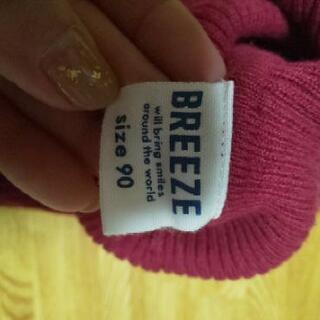 BREEZE
will bring smiles
around the world
size 90